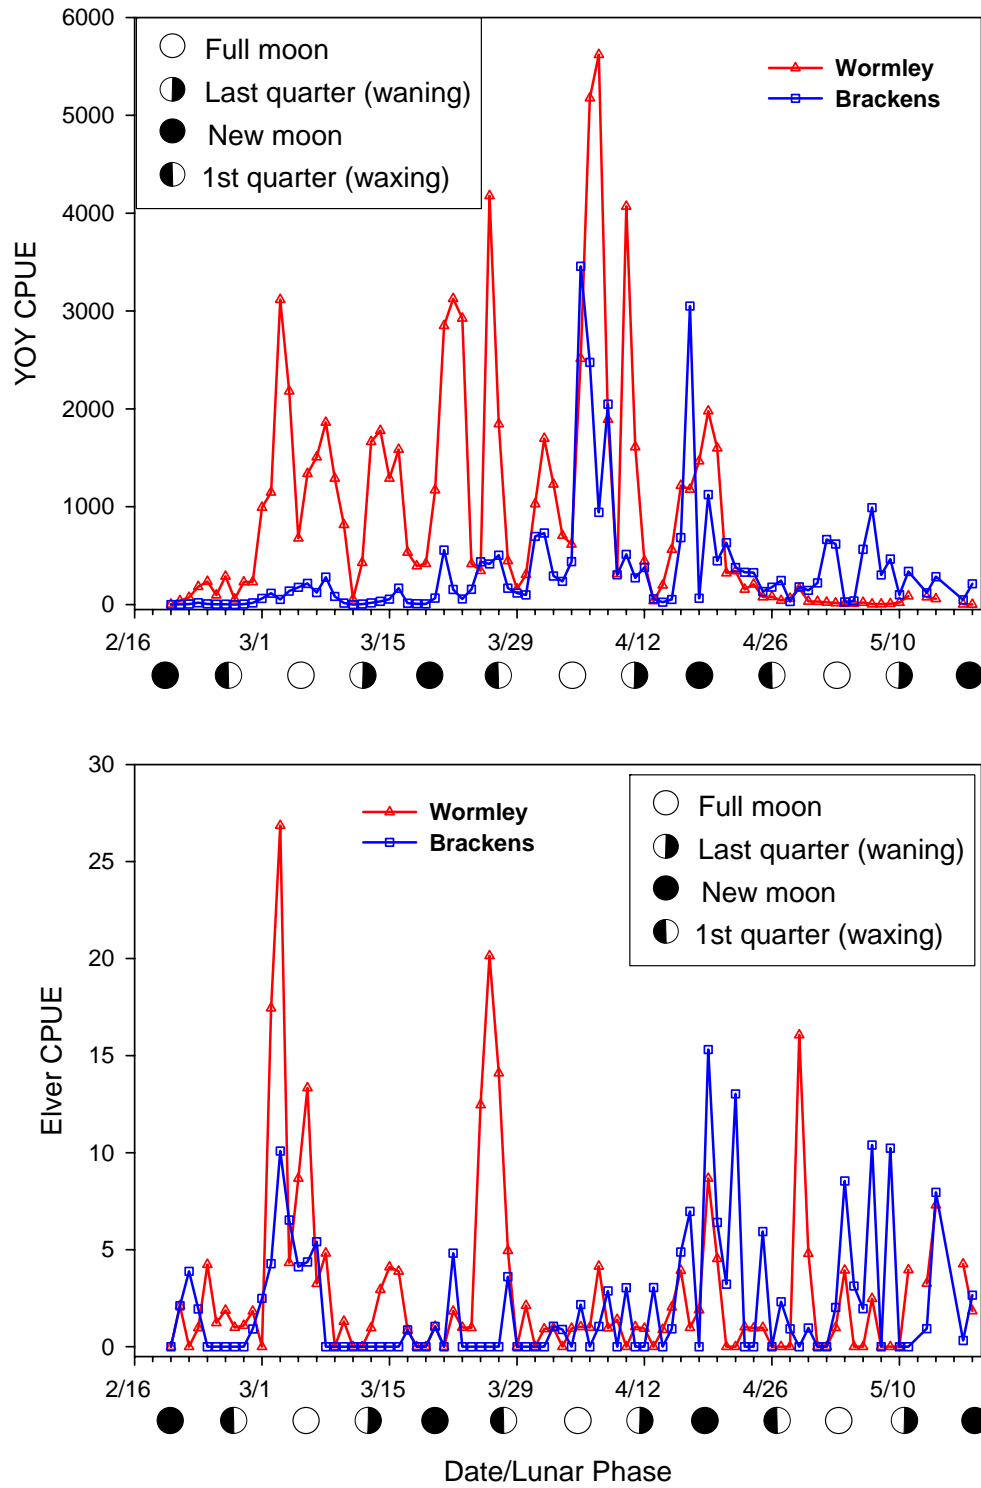 6000
5000
4000
3000
2000
1000
0
YOY CPUE
Full moon
Last quarter (waning)
New moon
1st quarter (waxing)
Wormley
Brackens
2/16 3/1 3/15 3/29 4/12 4/26 5/10
30
25
20
15
10
5
0
Elver CPUE
Wormley
Brackens
Full moon
Last quarter (waning)
New moon
1st quarter (waxing)
2/16 3/1 3/15 3/29 4/12 4/26 5/10
Date/Lunar Phase